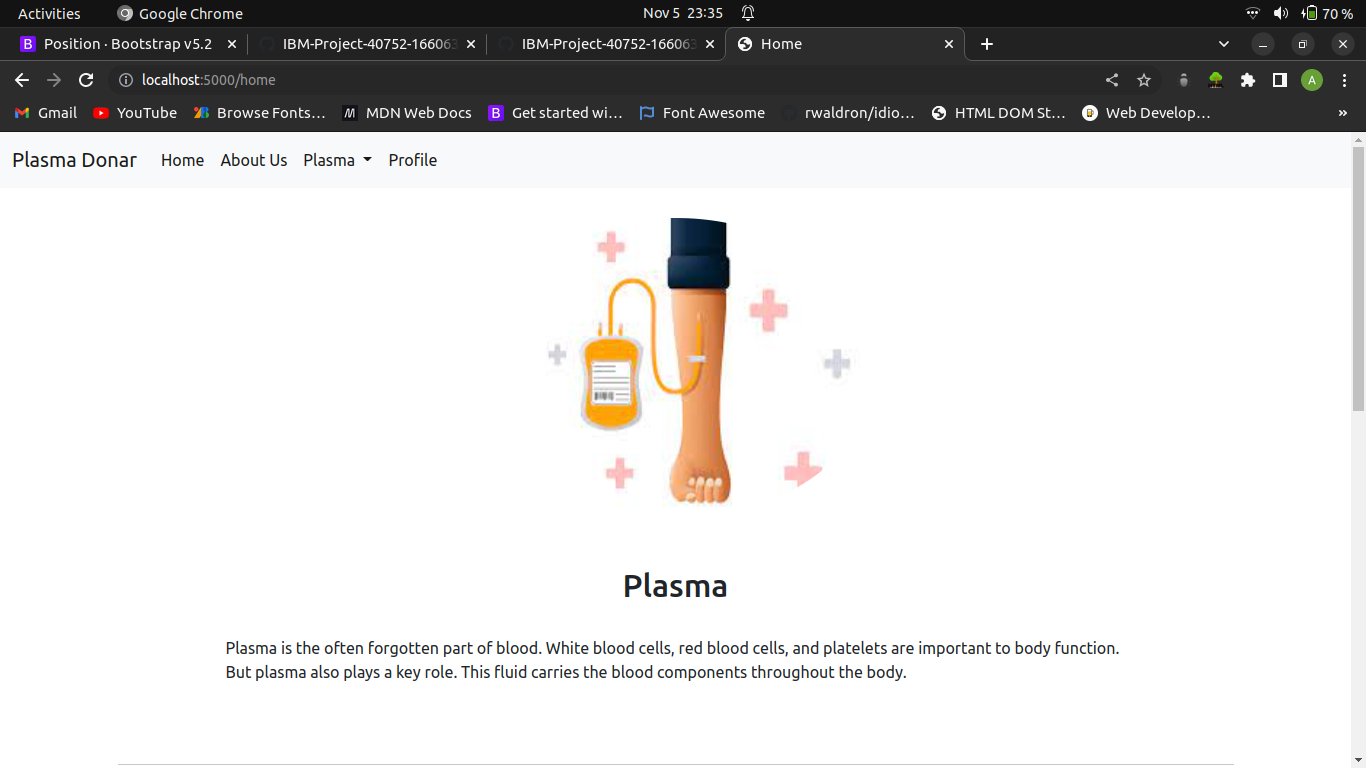 Activities Google Chrome Nov 5 23:35 70 %
Position · Bootstrap v5.2 IBM-Project-40752-166063 IBM-Project-40752-166063 Home
localhost:5000/home A
Gmail YouTube Browse Fonts… MDN Web Docs Get started wi… Font Awesome rwaldron/idio… HTML DOM St… Web Develop… »
Plasma Donar Home About Us Plasma Profile
Plasma
Plasma is the often forgotten part of blood. White blood cells, red blood cells, and platelets are important to body function.
But plasma also plays a key role. This fluid carries the blood components throughout the body.